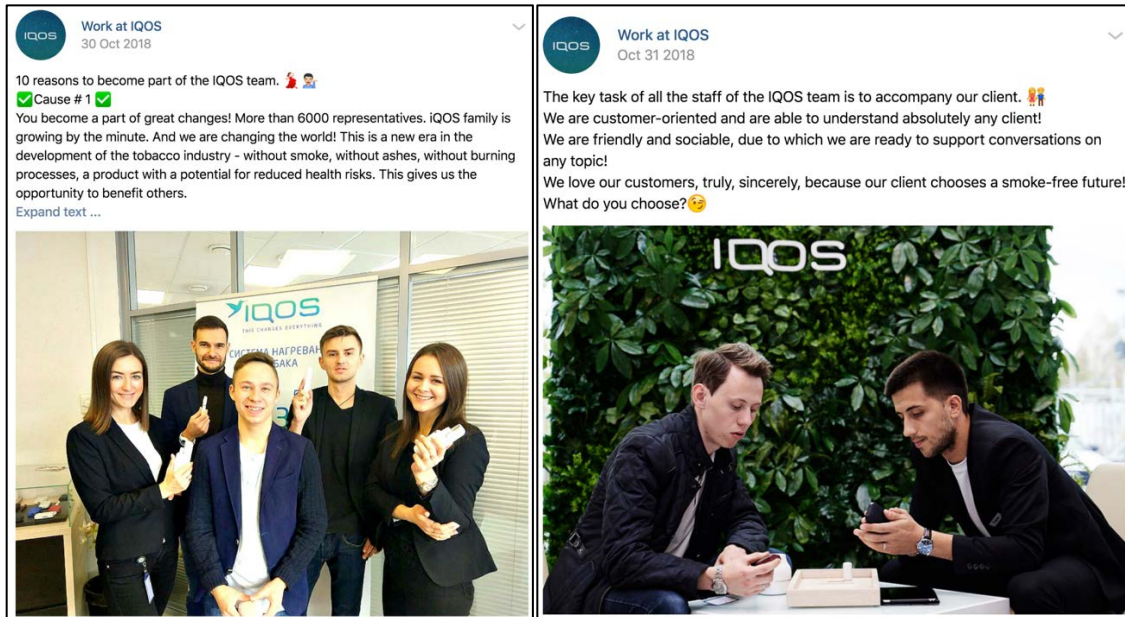 IQOS
Work at IQOS
30 Oct 2018
10 reasons to become part of the IQOS team. 💃💁🏻‍♂️
✅Cause # 1 ✅
You become a part of great changes! More than 6000 representatives. iQOS family is
growing by the minute. And we are changing the world! This is a new era in the
development of the tobacco industry - without smoke, without ashes, without burning
processes, a product with a potential for reduced health risks. This gives us the
opportunity to benefit others.
Expand text ...
IQOS
THIS CHANGES EVERYTHING
СИСТЕМА НАГРЕВАН
БАКА
3
IQOS
Work at IQOS
Oct 31 2018
The key task of all the staff of the IQOS team is to accompany our client. 👫
We are customer-oriented and are able to understand absolutely any client!
We are friendly and sociable, due to which we are ready to support conversations on
any topic!
We love our customers, truly, sincerely, because our client chooses a smoke-free future!
What do you choose?😏
IQOS